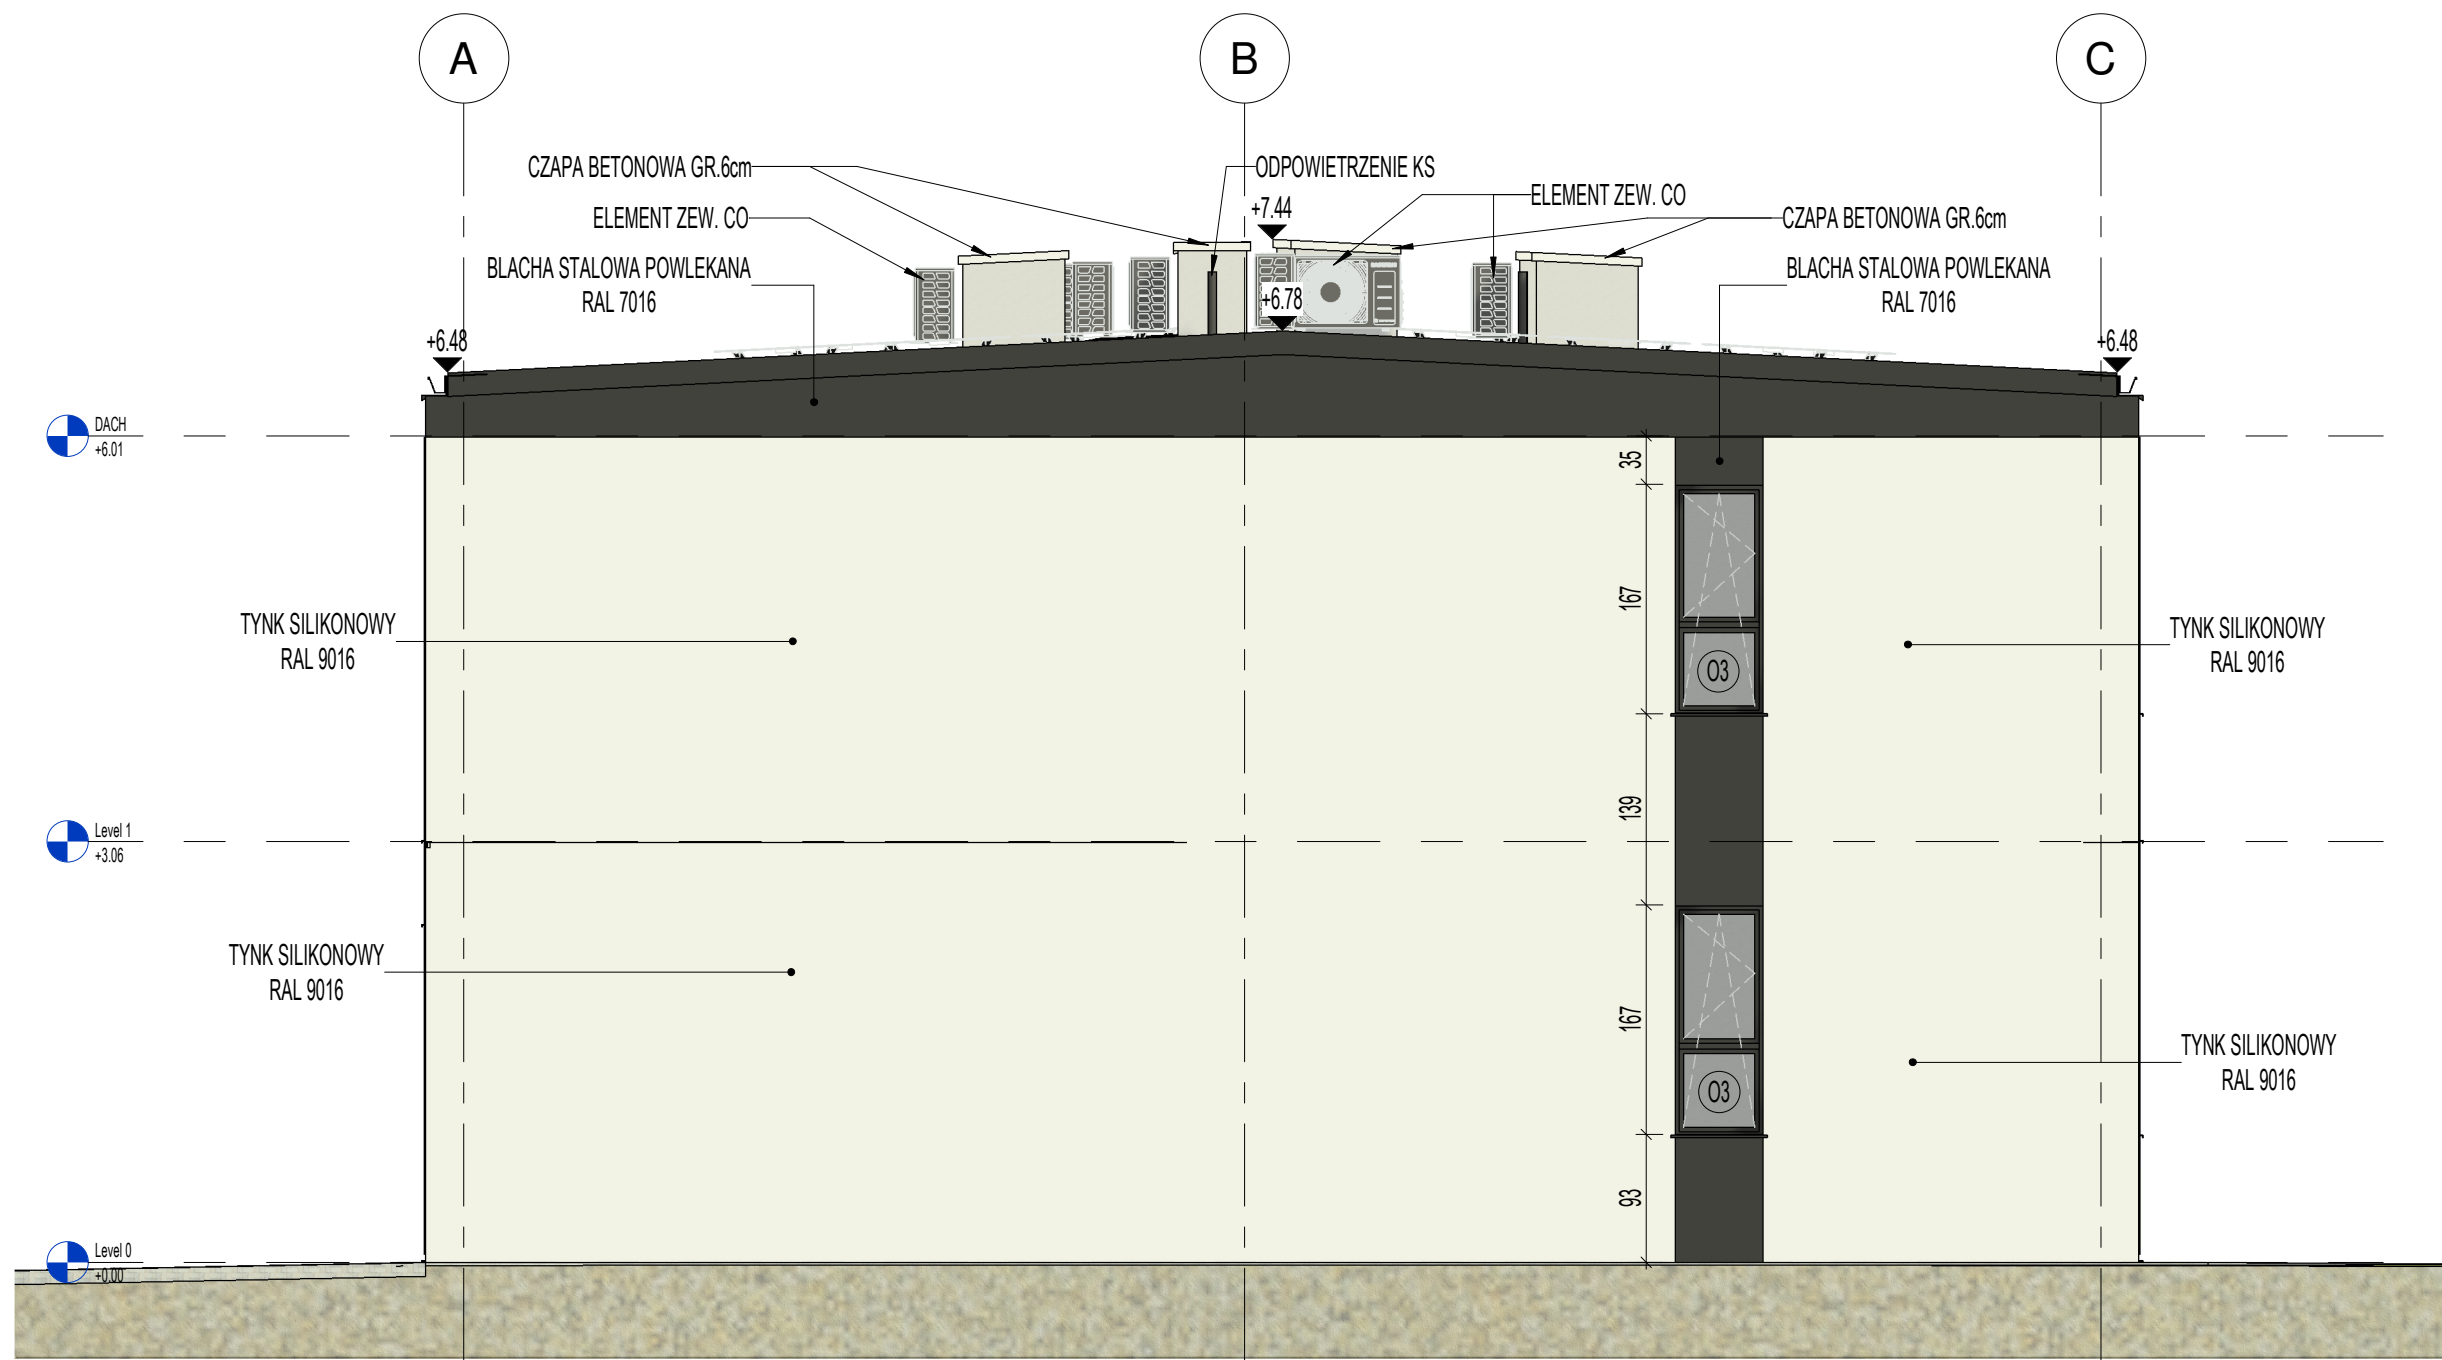 A
B
C
CZAPA BETONOWA GR.6cm
ODPOWIETRZENIE KS
ELEMENT ZEW. CO
+7.44
ELEMENT ZEW. CO
CZAPA BETONOWA GR.6cm
BLACHA STALOWA POWLEKANA
RAL 7016
BLACHA STALOWA POWLEKANA
RAL 7016
+6.78
+6.48
+6.48
DACH
+6.01
35
167
TYNK SILIKONOWY
RAL 9016
TYNK SILIKONOWY
RAL 9016
O3
139
Level 1
+3.06
TYNK SILIKONOWY
RAL 9016
167
TYNK SILIKONOWY
RAL 9016
O3
93
Level 0
+0.00